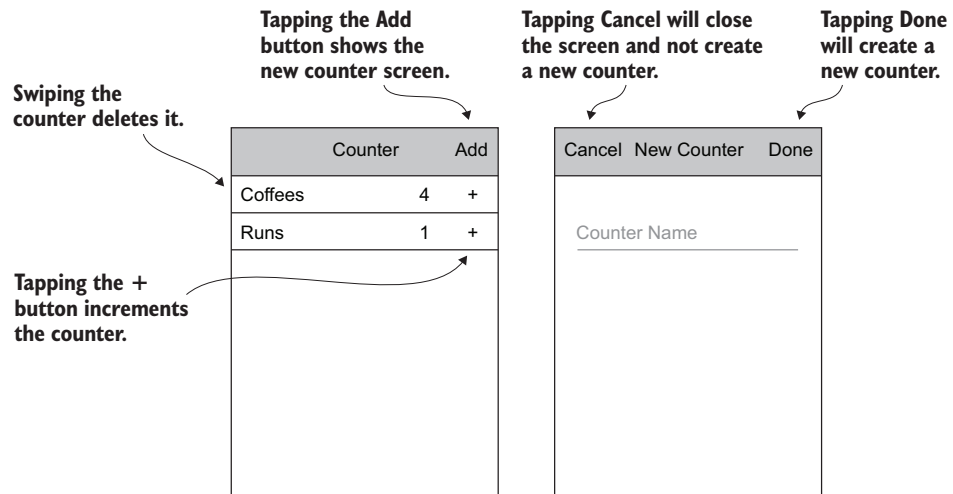 Tapping the Add
button shows the
new counter screen.
Tapping Cancel will close
the screen and not create
a new counter.
Tapping Done
will create a
new counter.
Swiping the
counter deletes it.
Counter Add
Coffees 4 +
Runs 1 +
Tapping the +
button increments
the counter.
Cancel New Counter Done
Counter Name